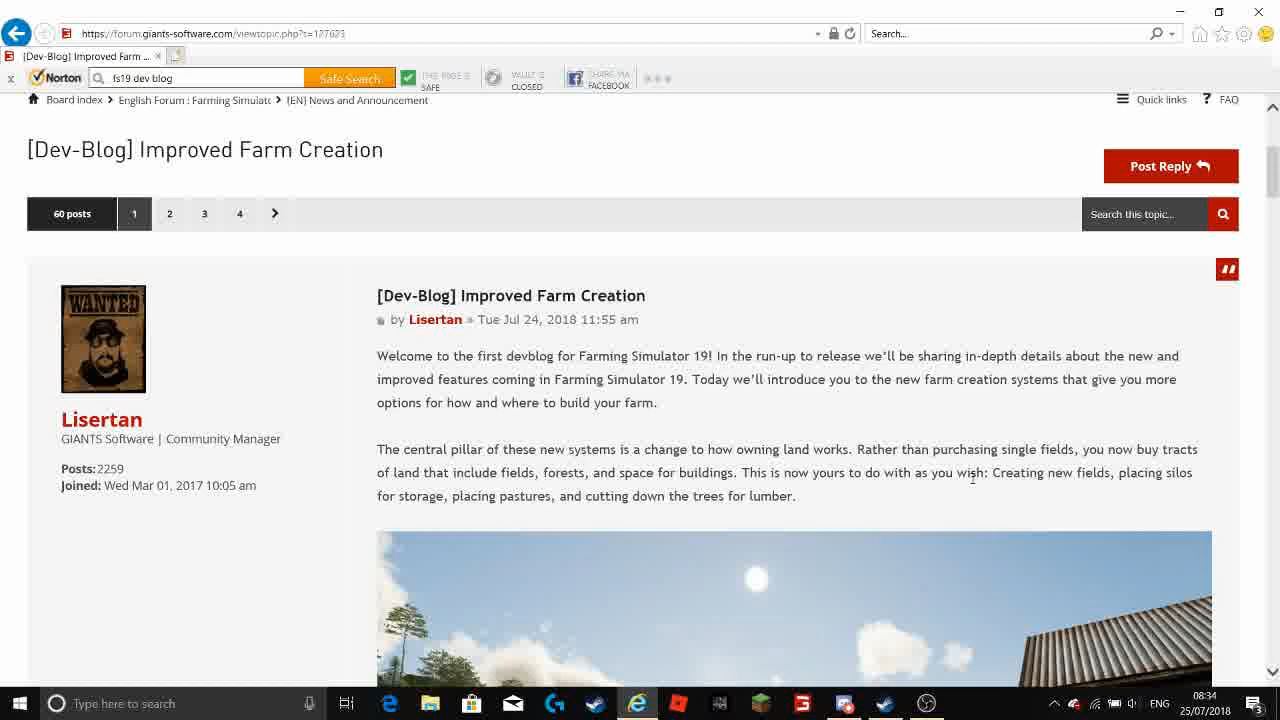 https://forum.giants-software.com/viewtopic.php?t=127623
Search...
[Dev-Blog] Improved Farm ...
x
Norton
fs19 dev blog
Safe Search
THIS PAGE IS
SAFE
VAULT IS
CLOSED
SHARE VIA
FACEBOOK
Board index
English Forum : Farming Simulat
[EN] News and Announcement
Quick links
? FAQ
[Dev-Blog] Improved Farm Creation
Post Reply
60 posts
1
2
3
4
Search this topic...
[Dev-Blog] Improved Farm Creation
by Lisertan » Tue Jul 24, 2018 11:55 am
WANTED
Lisertan
GIANTS Software | Community Manager
Posts: 2259
Joined: Wed Mar 01, 2017 10:05 am
Welcome to the first devblog for Farming Simulator 19! In the run-up to release we'll be sharing in-depth details about the new and
improved features coming in Farming Simulator 19. Today we'll introduce you to the new farm creation systems that give you more
options for how and where to build your farm.
The central pillar of these new systems is a change to how owning land works. Rather than purchasing single fields, you now buy tracts
of land that include fields, forests, and space for buildings. This is now yours to do with as you wish: Creating new fields, placing silos
for storage, placing pastures, and cutting down the trees for lumber.
Type here to search
ENG
08:34
25/07/2018
3